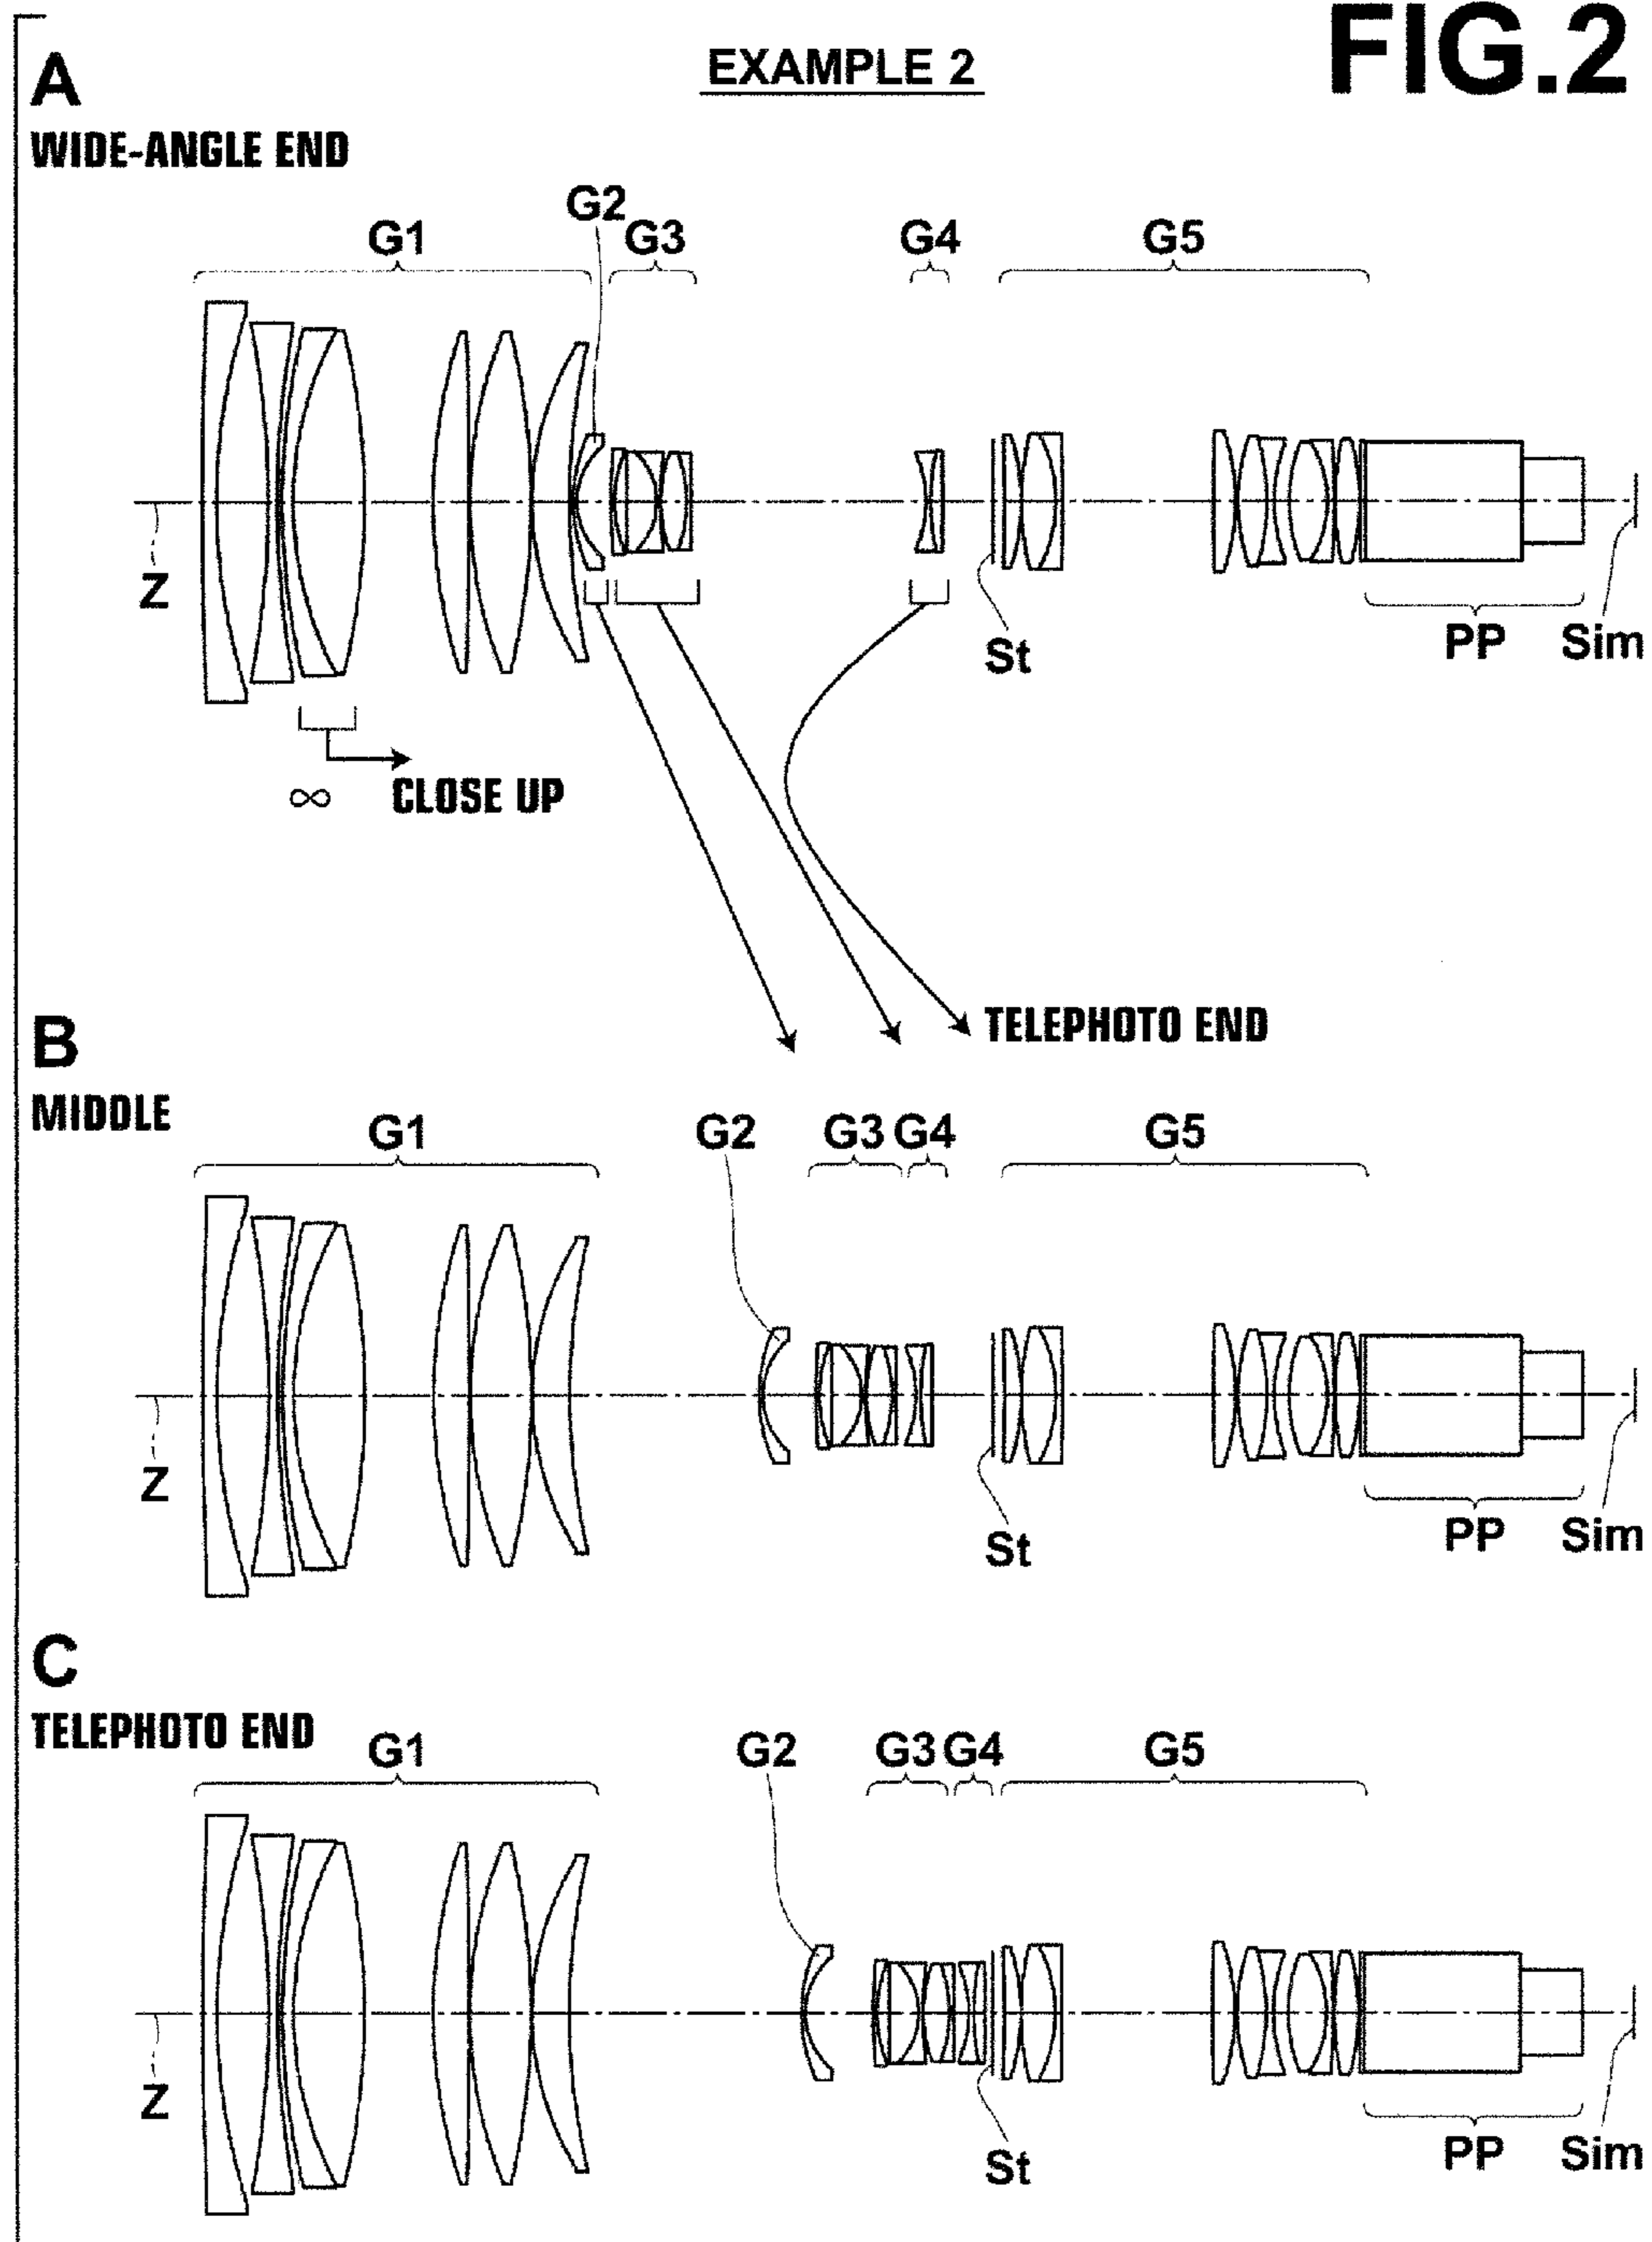 FIG.2
EXAMPLE 2
A
WIDE-ANGLE END
G1
G2
G3
G4
G5
Z
St
PP
Sim
∞
CLOSE UP
TELEPHOTO END
B
MIDDLE
G1
G2
G3
G4
G5
Z
St
PP
Sim
C
TELEPHOTO END
G1
G2
G3
G4
G5
Z
St
PP
Sim